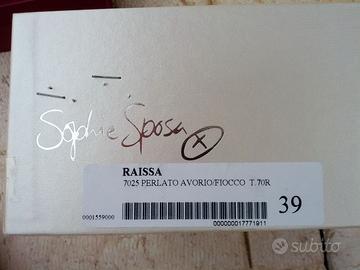 Sophie Sposa X
RAISSA
7025 PERLATO AVORIO/FIOCCO T.70R
39
0001559000
000000017771911
subito